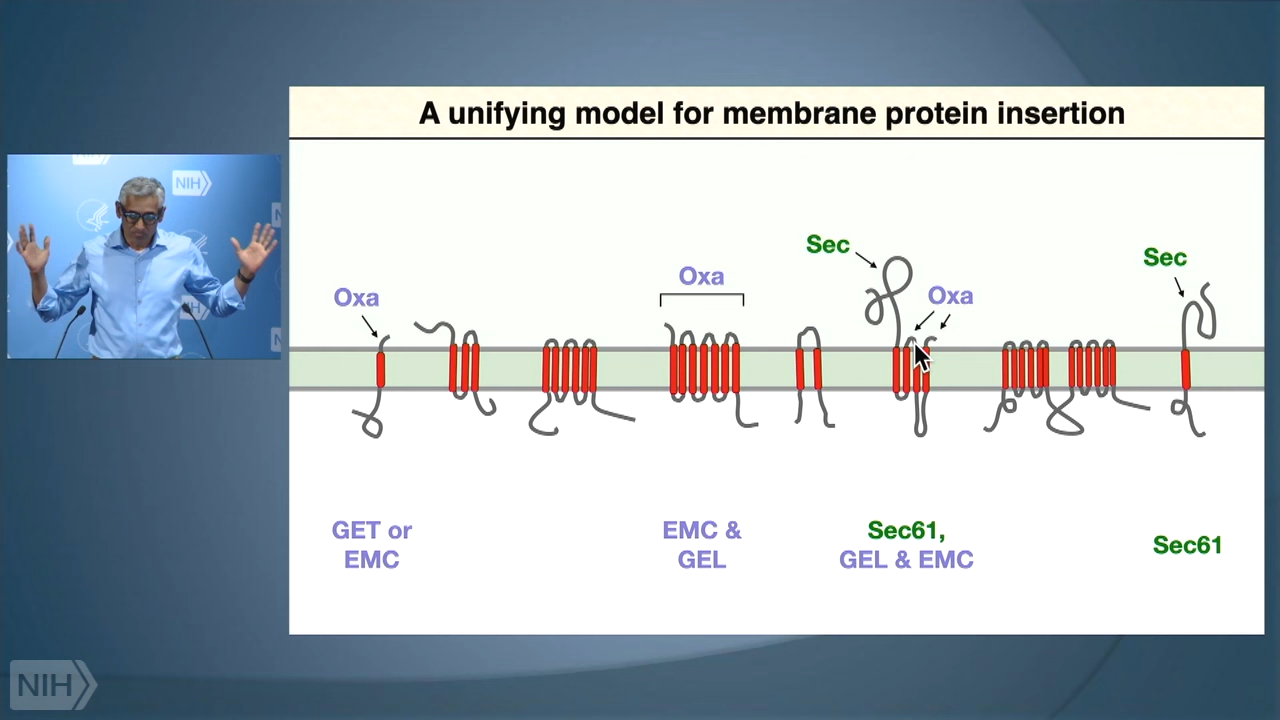 A unifying model for membrane protein insertion
NIH
Sec
Sec
Oxa
Oxa
Oxa
GET or
EMC
EMC &
GEL
Sec61,
GEL & EMC
Sec61
NIH